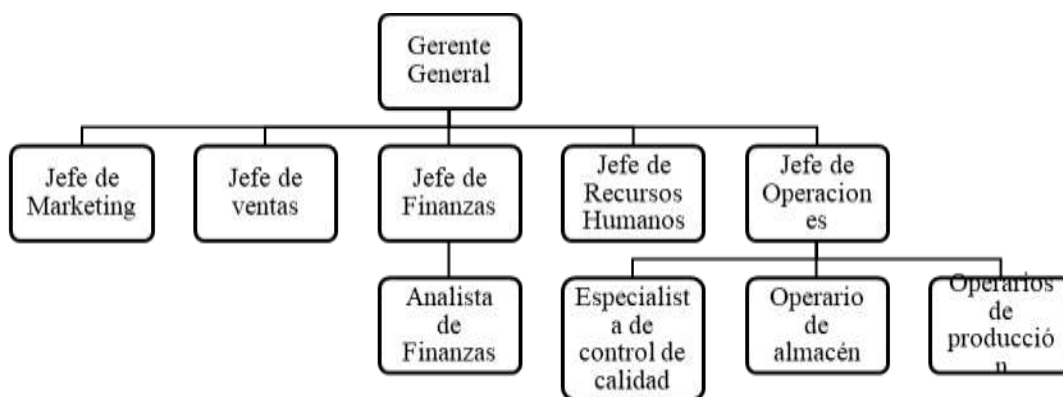 Gerente
General
Jefe de
Marketing
Jefe de
ventas
Jefe de
Finanzas
Jefe de
Recursos
Humanos
Jefe de
Operacion
es
Analista
de
Finanzas
Especialist
a de
control de
calidad
Operario
de
almacén
Operarios
de
producció
n